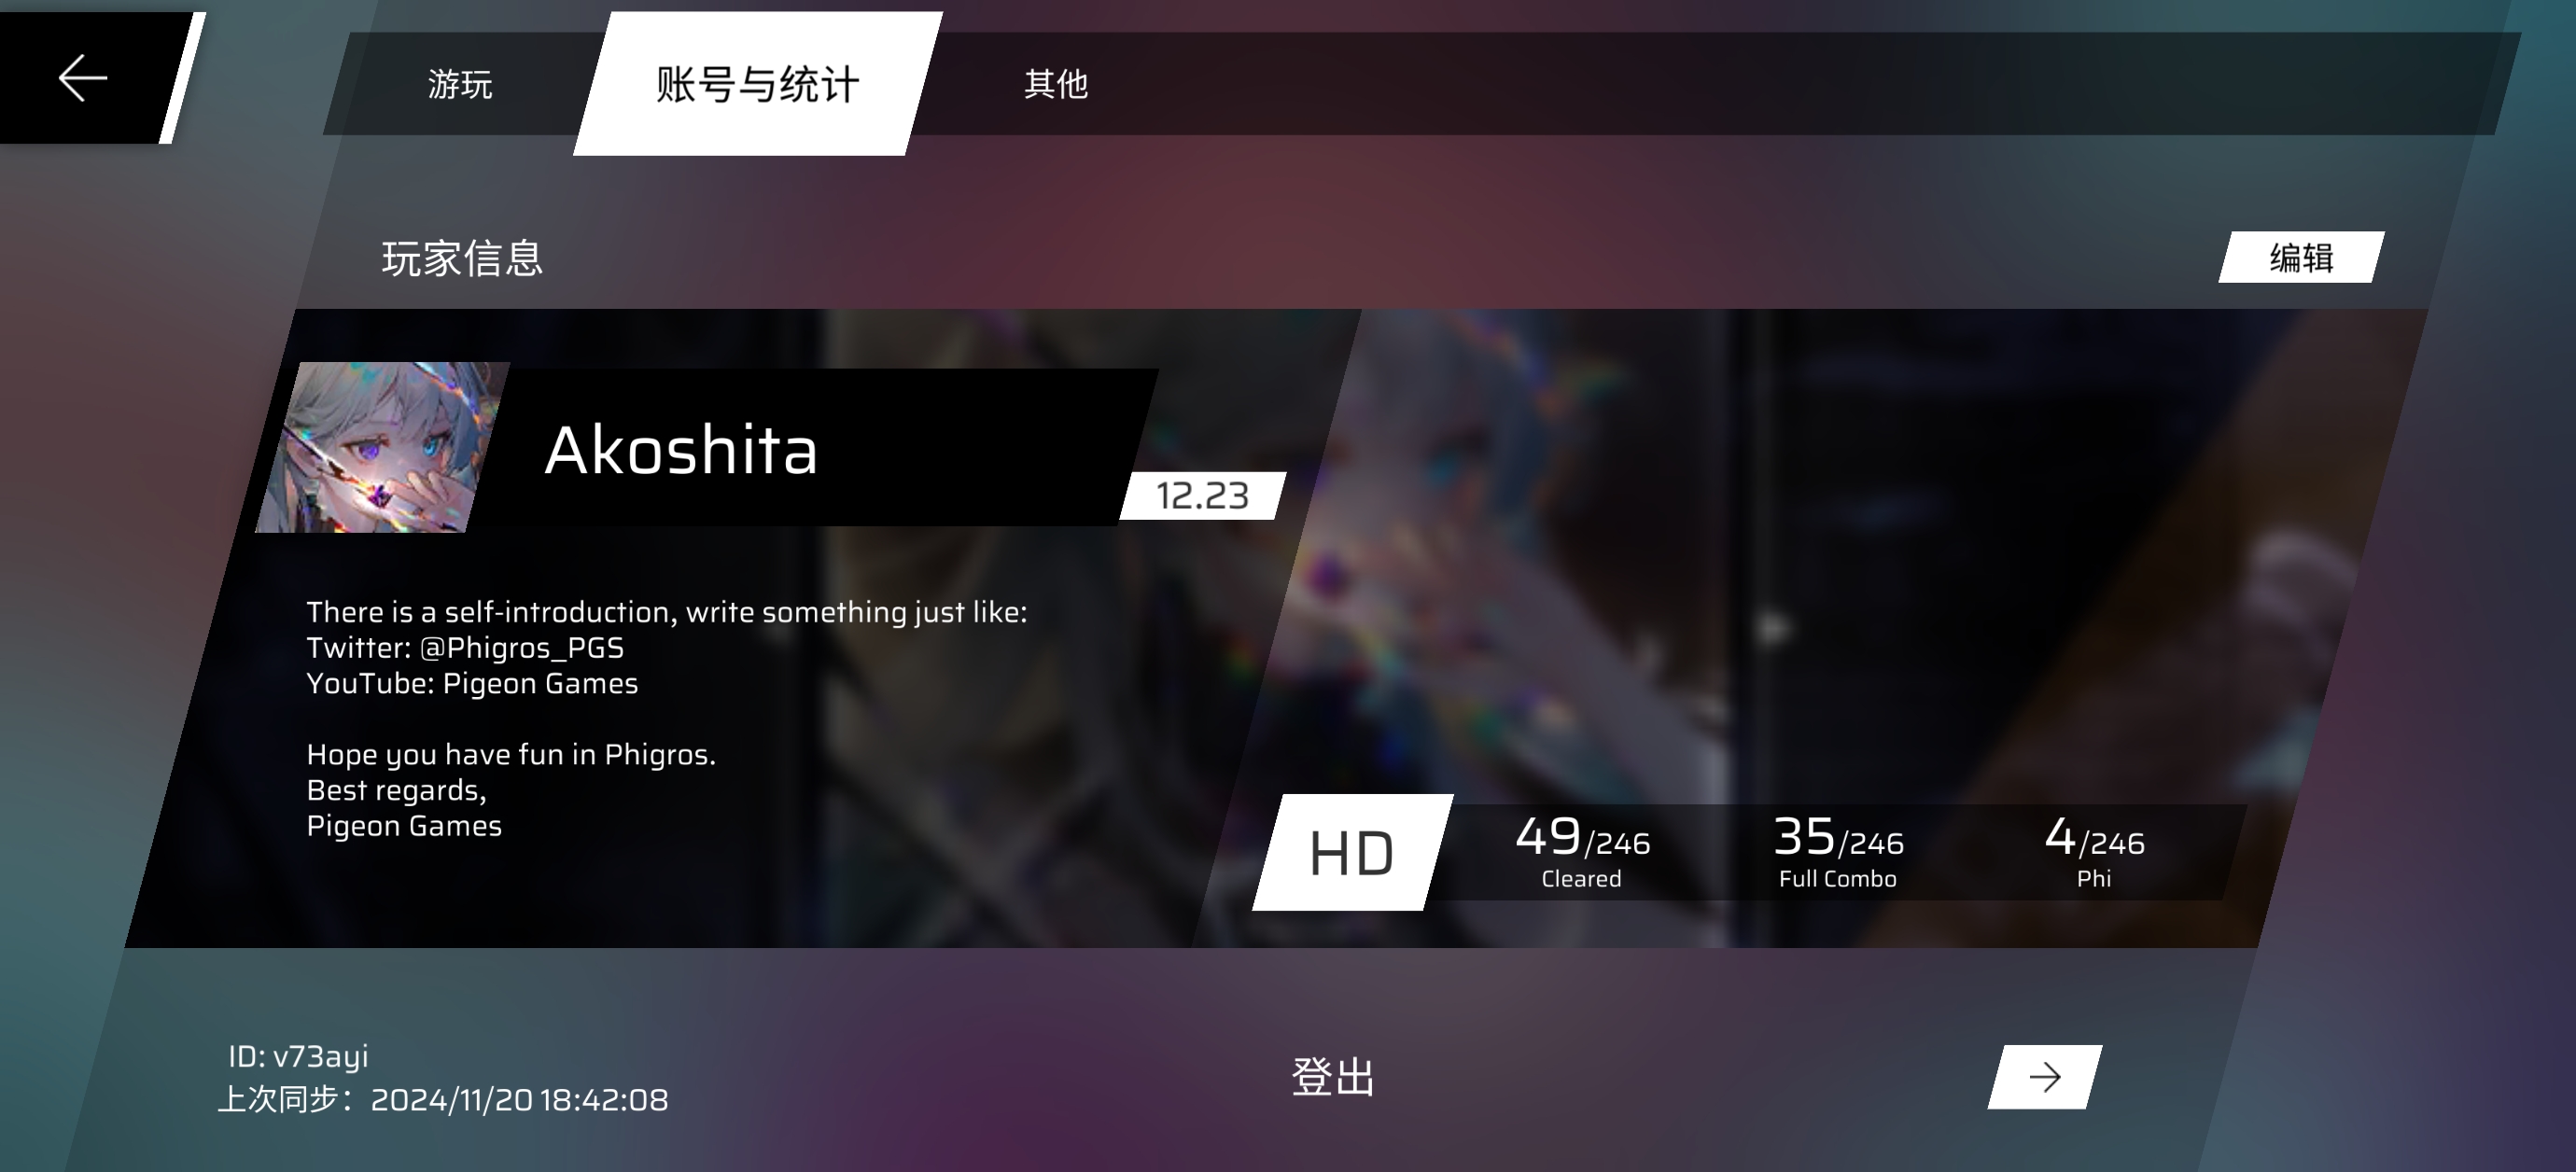 游玩 账号与统计 其他
玩家信息 编辑
Akoshita
12.23
There is a self-introduction, write something just like:
Twitter: @Phigros_PGS
YouTube: Pigeon Games
Hope you have fun in Phigros.
Best regards,
Pigeon Games
HD 49/246 35/246 4/246
Cleared Full Combo Phi
ID: v73ayi
上次同步：2024/11/20 18:42:08
登出